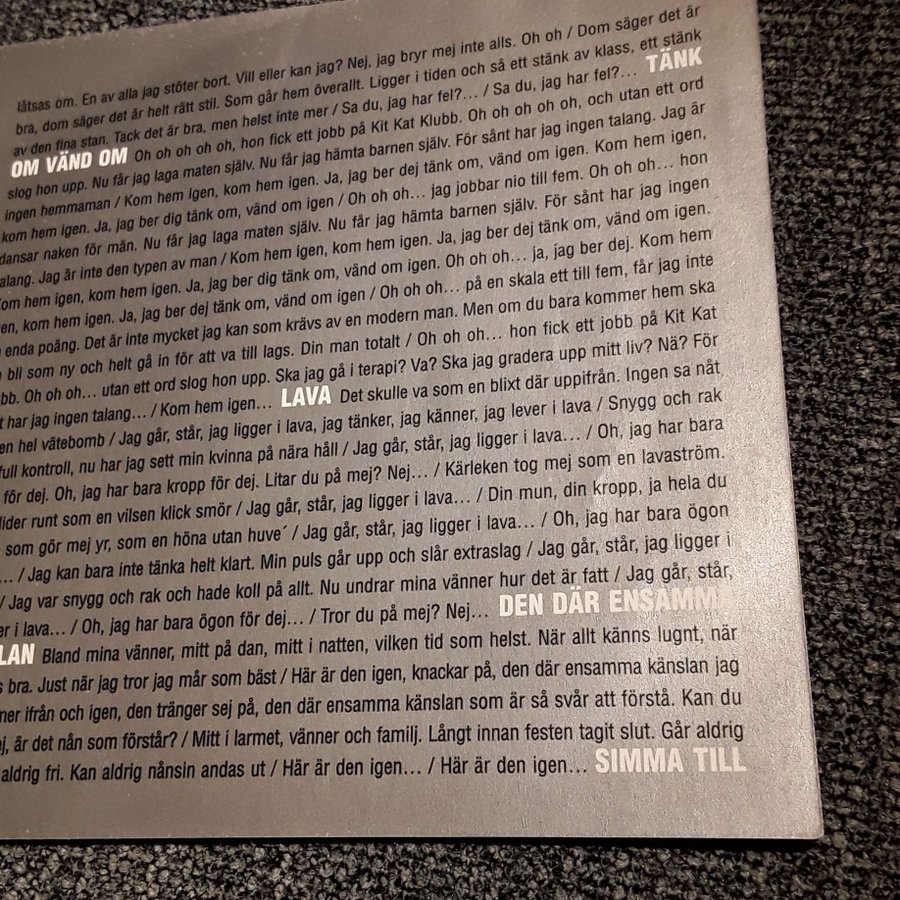 låtsas om. En av alla jag stöter bort. Vill eller kan jag? Nej, jag bryr mej inte alls. Oh oh / Dom säger det är
bra, dom säger det är helt rätt stil. Som går hem överallt. Ligger i tiden och så ett stänk av klass, ett stänk
av den fina stan. Tack det är bra, men helst inte mer / Sa du, jag har fel?… / Sa du, jag har fel?… TÄNK
OM VÄND OM Oh oh oh oh oh, hon fick ett jobb på Kit Kat Klubb. Oh oh oh oh oh, och utan ett ord
slog hon upp. Nu får jag laga maten själv. Nu får jag hämta barnen själv. För sånt har jag ingen talang. Jag är
ingen hemmaman / Kom hem igen, kom hem igen. Ja, jag ber dej tänk om, vänd om igen. Kom hem igen,
kom hem igen. Ja, jag ber dig tänk om, vänd om igen / Oh oh oh… jag jobbar nio till fem. Oh oh oh… hon
dansar naken för män. Nu får jag laga maten själv. Nu får jag hämta barnen själv. För sånt har jag ingen
talang. Jag är inte den typen av man / Kom hem igen, kom hem igen. Ja, jag ber dej tänk om, vänd om igen.
Kom hem igen, kom hem igen. Ja, jag ber dig tänk om, vänd om igen. Oh oh oh… ja, jag ber dej. Kom hem
en, kom hem igen. Ja, jag ber dej tänk om, vänd om igen / Oh oh oh… på en skala ett till fem, får jag inte
enda poäng. Det är inte mycket jag kan som krävs av en modern man. Men om du bara kommer hem ska
bli som ny och helt gå in för att va till lags. Din man totalt / Oh oh oh… hon fick ett jobb på Kit Kat
bb. Oh oh oh… utan ett ord slog hon upp. Ska jag gå i terapi? Va? Ska jag gradera upp mitt liv? Nä? För
t har jag ingen talang… / Kom hem igen… LAVA Det skulle va som en blixt där uppifrån. Ingen sa nåt
en hel vätebomb / Jag går, står, jag ligger i lava, jag tänker, jag känner, jag lever i lava / Snygg och rak
full kontroll, nu har jag sett min kvinna på nära håll / Jag går, står, jag ligger i lava… / Oh, jag har bara
för dej. Oh, jag har bara kropp för dej. Litar du på mej? Nej… / Kärleken tog mej som en lavaström.
lider runt som en vilsen klick smör / Jag går, står, jag ligger i lava… / Din mun, din kropp, ja hela du
som gör mej yr, som en höna utan huve´ / Jag går, står, jag ligger i lava… / Oh, jag har bara ögon
… / Jag kan bara inte tänka helt klart. Min puls går upp och slår extraslag / Jag går, står, jag ligger i
/ Jag var snygg och rak och hade koll på allt. Nu undrar mina vänner hur det är fatt / Jag går, står,
er i lava… / Oh, jag har bara ögon för dej… / Tror du på mej? Nej… DEN DÄR ENSAMMA
LAN Bland mina vänner, mitt på dan, mitt i natten, vilken tid som helst. När allt känns lugnt, när
s bra. Just när jag tror jag mår som bäst / Här är den igen, knackar på, den där ensamma känslan jag
ner ifrån och igen, den tränger sej på, den där ensamma känslan som är så svår att förstå. Kan du
j, är det nån som förstår? / Mitt i larmet, vänner och familj. Långt innan festen tagit slut. Går aldrig
aldrig fri. Kan aldrig nånsin andas ut / Här är den igen… / Här är den igen… SIMMA TILL